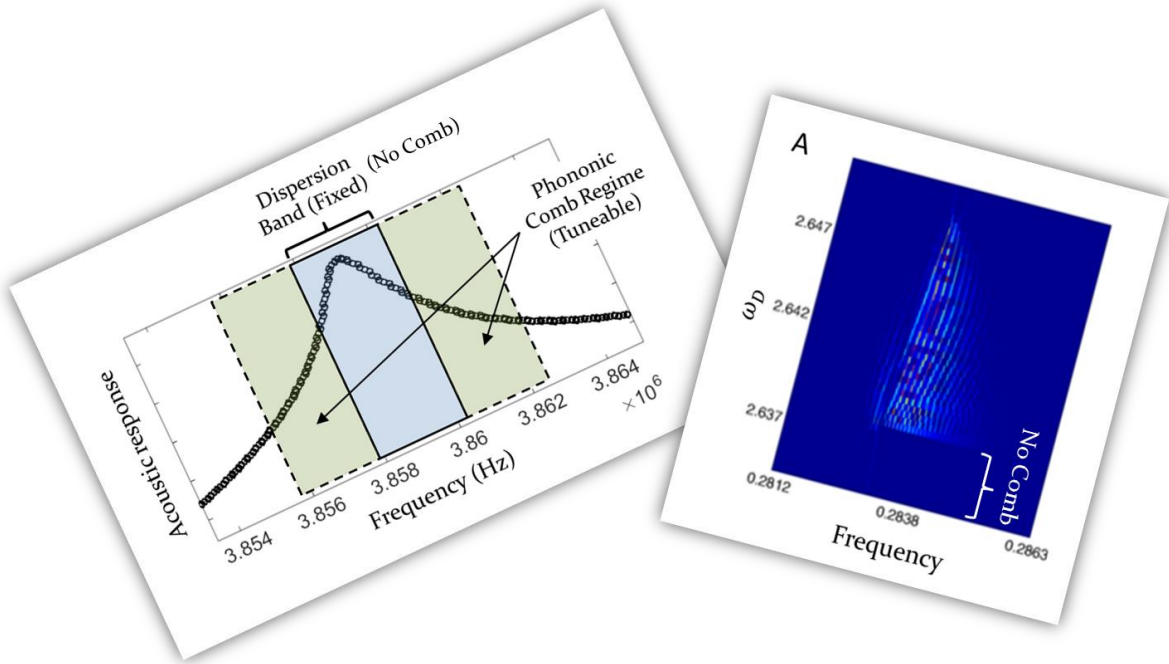 Dispersion
Band (Fixed) (No Comb)
Phononic
Comb Regime
(Tuneable)
Acoustic response
3.854
3.856
3.858
3.86
3.862
3.864
×10⁶
Frequency (Hz)
A
2.647
2.642
2.637
ω_D
0.2812
0.2838
0.2863
Frequency
No Comb